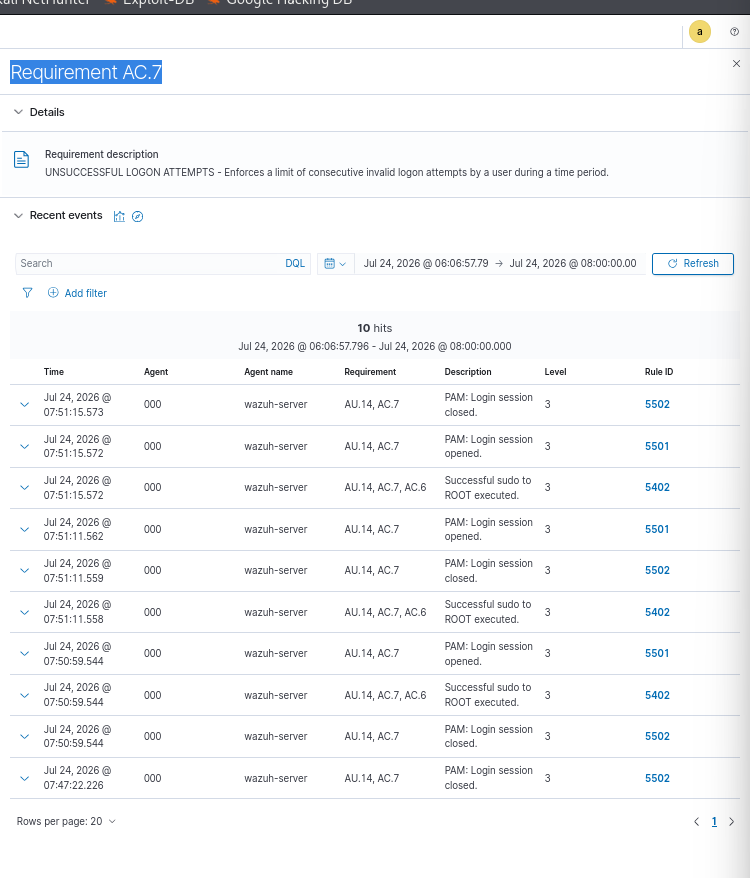 Kali NetHunter Exploit-DB Google Hacking DB
a
Requirement AC.7
Details
Requirement description
UNSUCCESSFUL LOGON ATTEMPTS - Enforces a limit of consecutive invalid logon attempts by a user during a time period.
Recent events
Search DQL Jul 24, 2026 @ 06:06:57.79 → Jul 24, 2026 @ 08:00:00.00 Refresh
Add filter
10 hits
Jul 24, 2026 @ 06:06:57.796 - Jul 24, 2026 @ 08:00:00.000
Time Agent Agent name Requirement Description Level Rule ID
Jul 24, 2026 @ 07:51:15.573 000 wazuh-server AU.14, AC.7 PAM: Login session closed. 3 5502
Jul 24, 2026 @ 07:51:15.572 000 wazuh-server AU.14, AC.7 PAM: Login session opened. 3 5501
Jul 24, 2026 @ 07:51:15.572 000 wazuh-server AU.14, AC.7, AC.6 Successful sudo to ROOT executed. 3 5402
Jul 24, 2026 @ 07:51:11.562 000 wazuh-server AU.14, AC.7 PAM: Login session opened. 3 5501
Jul 24, 2026 @ 07:51:11.559 000 wazuh-server AU.14, AC.7 PAM: Login session closed. 3 5502
Jul 24, 2026 @ 07:51:11.558 000 wazuh-server AU.14, AC.7, AC.6 Successful sudo to ROOT executed. 3 5402
Jul 24, 2026 @ 07:50:59.544 000 wazuh-server AU.14, AC.7 PAM: Login session opened. 3 5501
Jul 24, 2026 @ 07:50:59.544 000 wazuh-server AU.14, AC.7, AC.6 Successful sudo to ROOT executed. 3 5402
Jul 24, 2026 @ 07:50:59.544 000 wazuh-server AU.14, AC.7 PAM: Login session closed. 3 5502
Jul 24, 2026 @ 07:47:22.226 000 wazuh-server AU.14, AC.7 PAM: Login session closed. 3 5502
Rows per page: 20 1